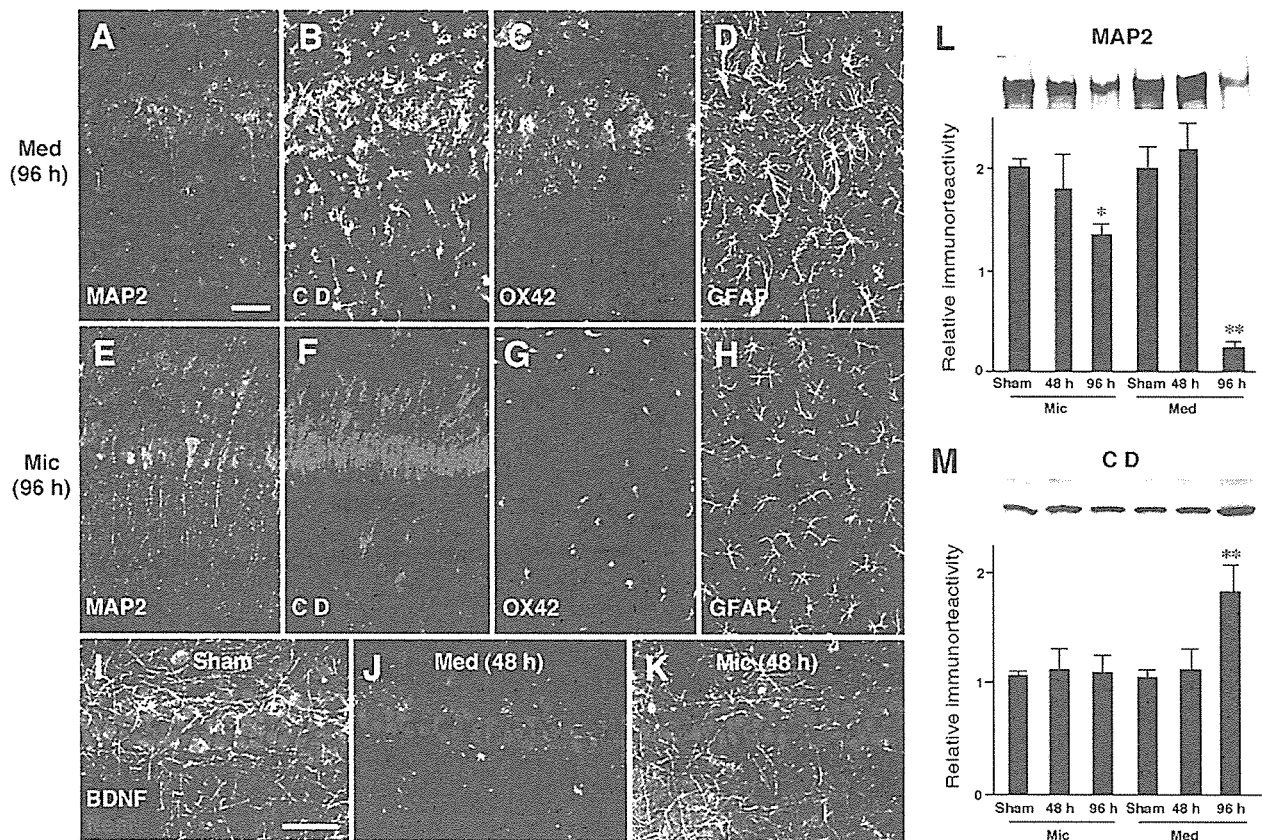 A
B
C
D
Med
(96 h)
MAP2
C D
OX42
GFAP
E
F
G
H
Mic
(96 h)
MAP2
C D
OX42
GFAP
I
Sham
J
Med (48 h)
K
Mic (48 h)
BDNF
L
MAP2
Relative immunorteactivity
2
1
0
*
**
Sham 48 h 96 h Sham 48 h 96 h
Mic Med
M
C D
Relative immunorteactivity
2
1
0
**
Sham 48 h 96 h Sham 48 h 96 h
Mic Med